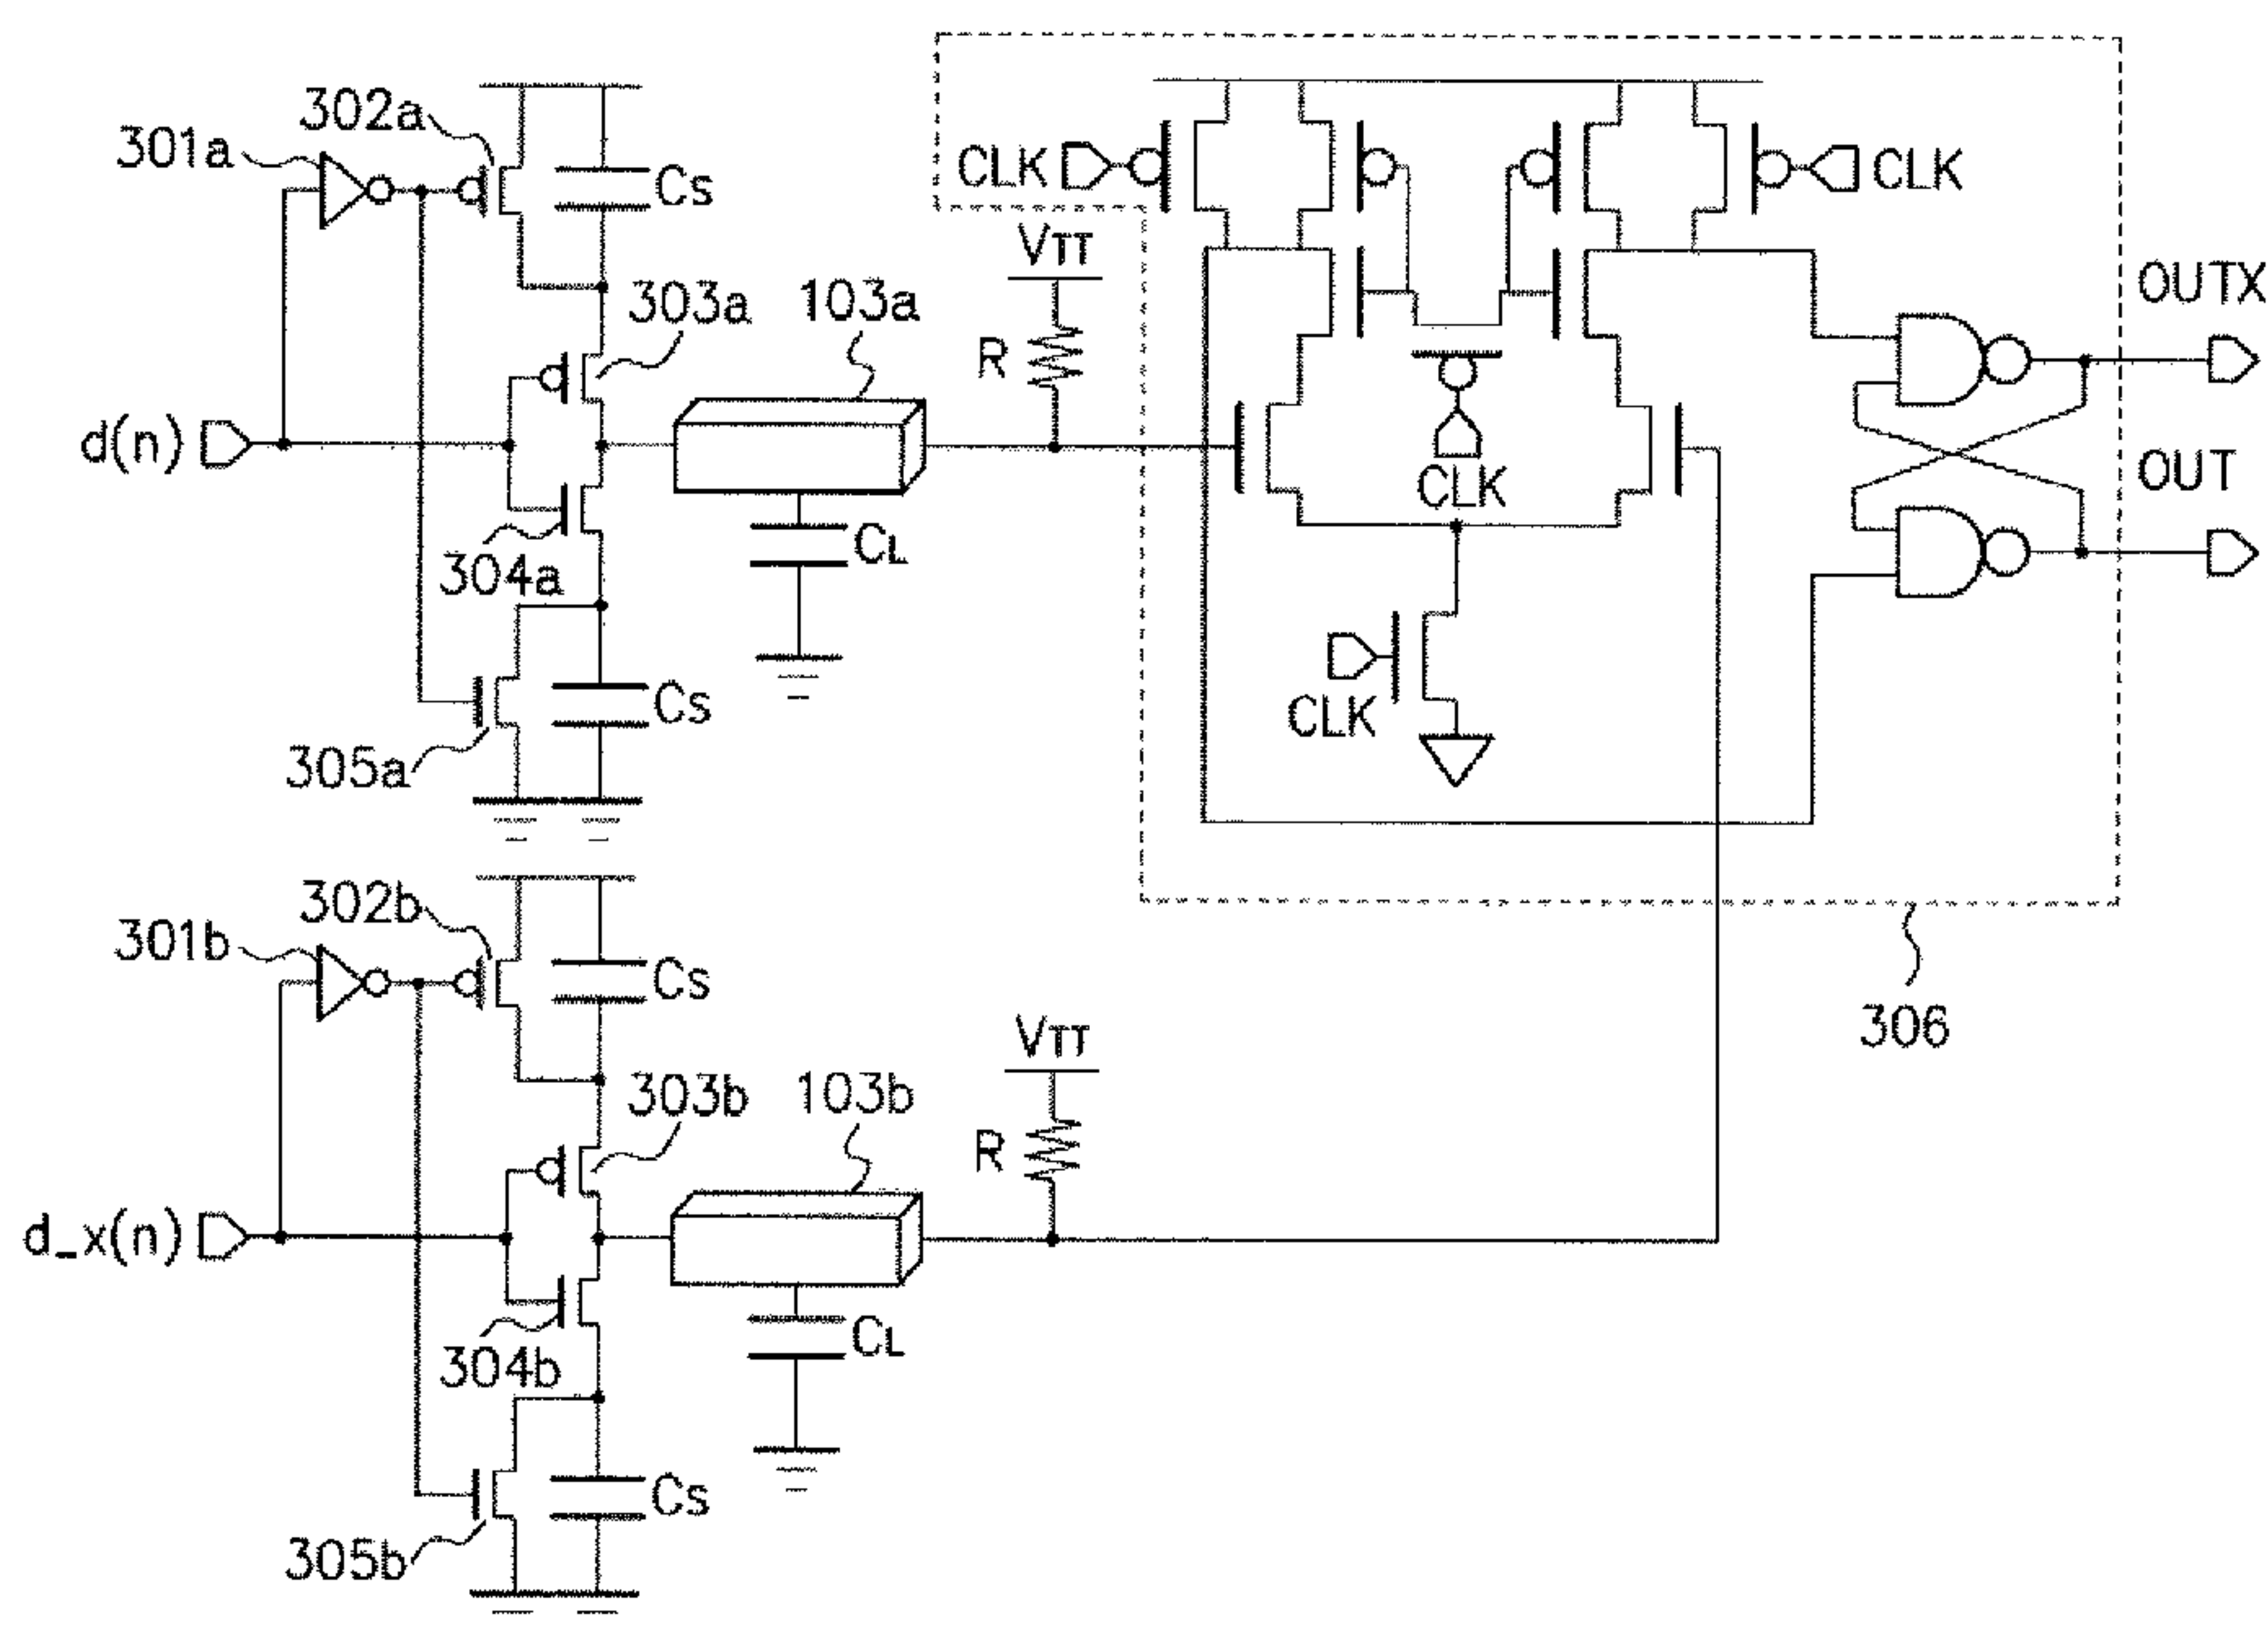 302a
301a
Cs
CLK
CLK
VTT
OUTX
303a
103a
R
d(n)
OUT
CLK
304a
CL
Cs
CLK
305a
302b
301b
Cs
306
VTT
303b
103b
R
d_x(n)
CL
304b
Cs
305b